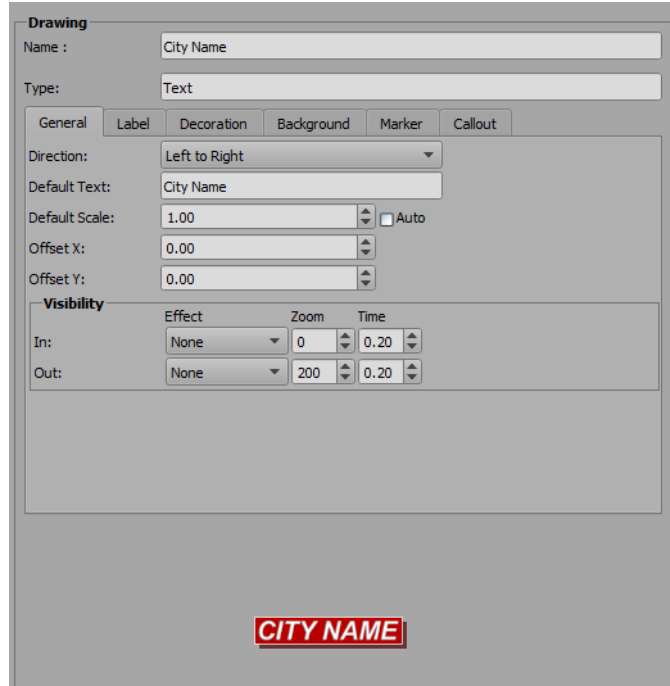 Drawing
Name : City Name
Type: Text
General Label Decoration Background Marker Callout
Direction: Left to Right
Default Text: City Name
Default Scale: 1.00 Auto
Offset X: 0.00
Offset Y: 0.00
Visibility
Effect Zoom Time
In: None 0 0.20
Out: None 200 0.20
CITY NAME